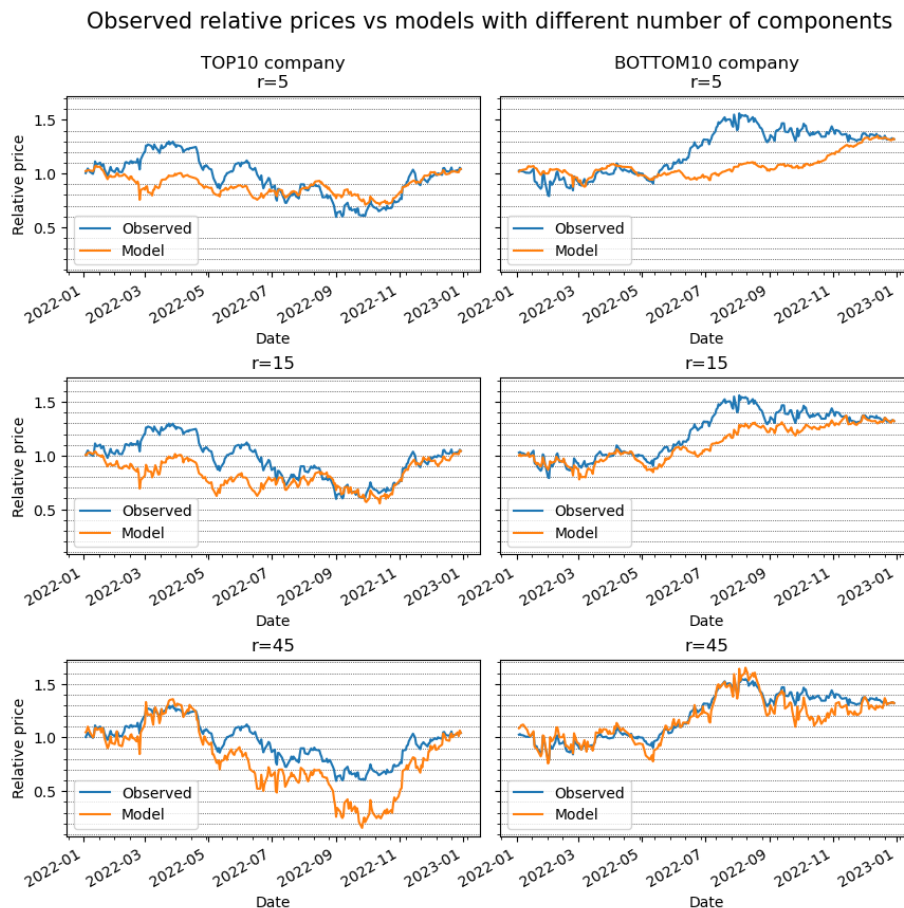 Observed relative prices vs models with different number of components
TOP10 company
r=5
BOTTOM10 company
r=5
Relative price
1.5
1.0
0.5
Observed
Model
2022-01
2022-03
2022-05
2022-07
2022-09
2022-11
2023-01
Date
Observed
Model
2022-01
2022-03
2022-05
2022-07
2022-09
2022-11
2023-01
Date
r=15
r=15
Relative price
1.5
1.0
0.5
Observed
Model
2022-01
2022-03
2022-05
2022-07
2022-09
2022-11
2023-01
Date
Observed
Model
2022-01
2022-03
2022-05
2022-07
2022-09
2022-11
2023-01
Date
r=45
r=45
Relative price
1.5
1.0
0.5
Observed
Model
2022-01
2022-03
2022-05
2022-07
2022-09
2022-11
2023-01
Date
Observed
Model
2022-01
2022-03
2022-05
2022-07
2022-09
2022-11
2023-01
Date